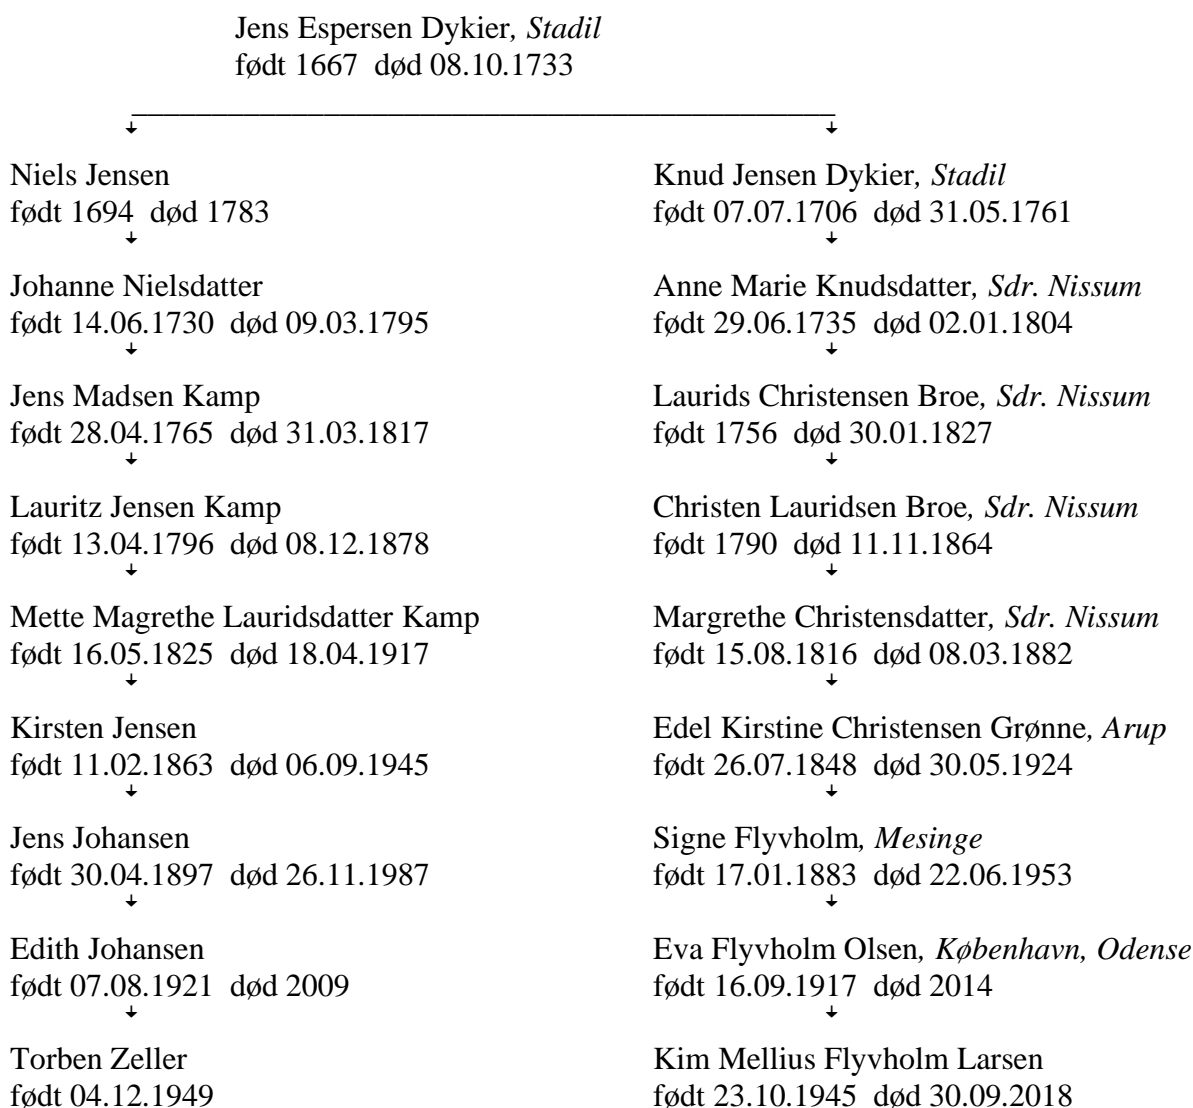 Jens Espersen Dykier, Stadil
født 1667 død 08.10.1733
Niels Jensen
født 1694 død 1783
Johanne Nielsdatter
født 14.06.1730 død 09.03.1795
Jens Madsen Kamp
født 28.04.1765 død 31.03.1817
Lauritz Jensen Kamp
født 13.04.1796 død 08.12.1878
Mette Magrethe Lauridsdatter Kamp
født 16.05.1825 død 18.04.1917
Kirsten Jensen
født 11.02.1863 død 06.09.1945
Jens Johansen
født 30.04.1897 død 26.11.1987
Edith Johansen
født 07.08.1921 død 2009
Torben Zeller
født 04.12.1949
Knud Jensen Dykier, Stadil
født 07.07.1706 død 31.05.1761
Anne Marie Knudsdatter, Sdr. Nissum
født 29.06.1735 død 02.01.1804
Laurids Christensen Broe, Sdr. Nissum
født 1756 død 30.01.1827
Christen Lauridsen Broe, Sdr. Nissum
født 1790 død 11.11.1864
Margrethe Christensdatter, Sdr. Nissum
født 15.08.1816 død 08.03.1882
Edel Kirstine Christensen Grønne, Arup
født 26.07.1848 død 30.05.1924
Signe Flyvholm, Mesinge
født 17.01.1883 død 22.06.1953
Eva Flyvholm Olsen, København, Odense
født 16.09.1917 død 2014
Kim Mellius Flyvholm Larsen
født 23.10.1945 død 30.09.2018